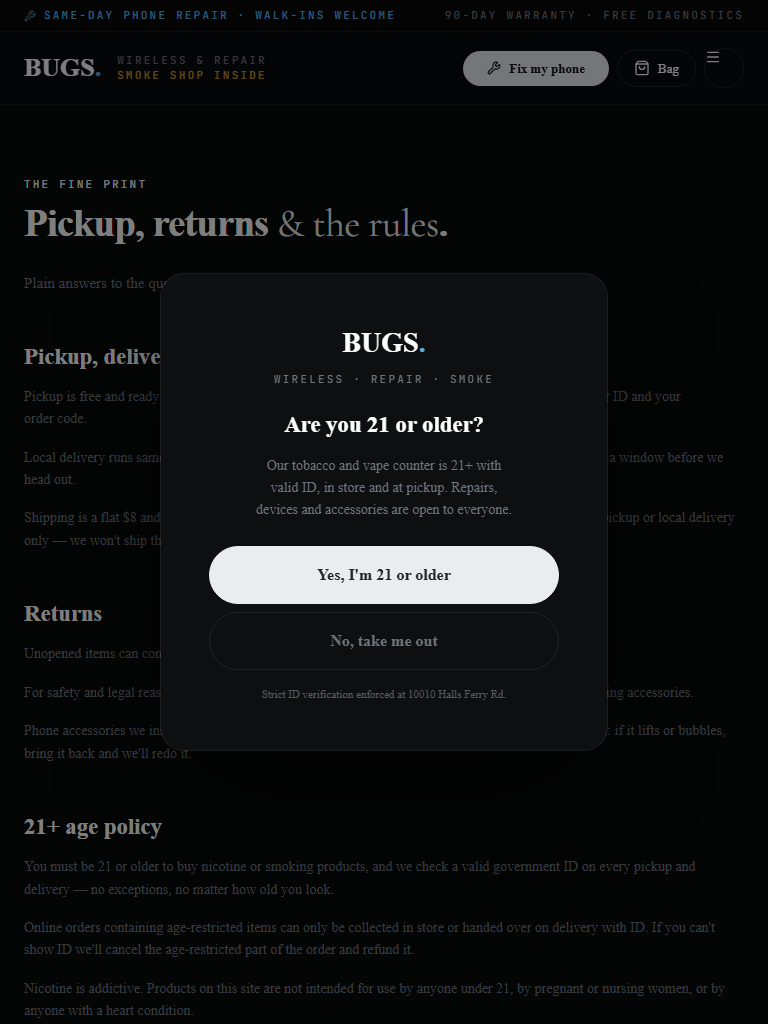 SAME-DAY PHONE REPAIR · WALK-INS WELCOME
90-DAY WARRANTY · FREE DIAGNOSTICS
BUGS.
WIRELESS & REPAIR
SMOKE SHOP INSIDE
Fix my phone
Bag
THE FINE PRINT
Pickup, returns & the rules.
Plain answers to the
Pickup,
Pickup is free and ready
ID and your
order code.
Local delivery runs
a window before we
head out.
Shipping is a flat $8 and
or local delivery
only — we won't ship
Returns
Unopened items can
For safety and legal
accessories.
Phone accessories we
if it lifts or bubbles,
bring it back and we'll redo it.
BUGS.
WIRELESS · REPAIR · SMOKE
Are you 21 or older?
Our tobacco and vape counter is 21+ with
valid ID, in store and at pickup. Repairs,
devices and accessories are open to everyone.
Yes, I'm 21 or older
No, take me out
Strict ID verification enforced at 10010 Halls Ferry Rd.
21+ age policy
You must be 21 or older to buy nicotine or smoking products, and we check a valid government ID on every pickup and
delivery — no exceptions, no matter how old you look.
Online orders containing age-restricted items can only be collected in store or handed over on delivery with ID. If you can't
show ID we'll cancel the age-restricted part of the order and refund it.
Nicotine is addictive. Products on this site are not intended for use by anyone under 21, by pregnant or nursing women, or by
anyone with a heart condition.